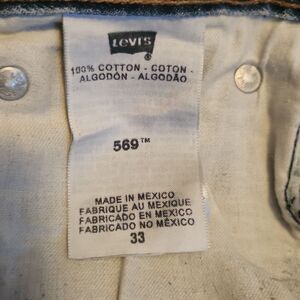 LEVI'S
100% COTTON - COTON -
ALGODÓN - ALGODÃO
569™
MADE IN MEXICO
FABRIQUE AU MEXIQUE
FABRICADO EN MEXICO
FABRICADO NO MÉXICO
33